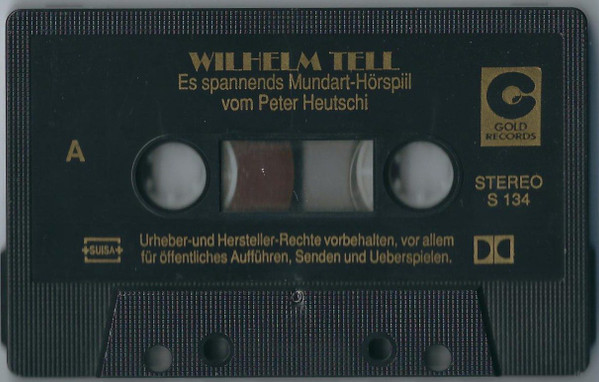 WILHELM TELL
Es spannends Mundart-Hörspiil
vom Peter Heutschi
GOLD
RECORDS
A
STEREO
S 134
+SUISA+
Urheber-und Hersteller-Rechte vorbehalten, vor allem
für öffentliches Aufführen, Senden und Ueberspielen.